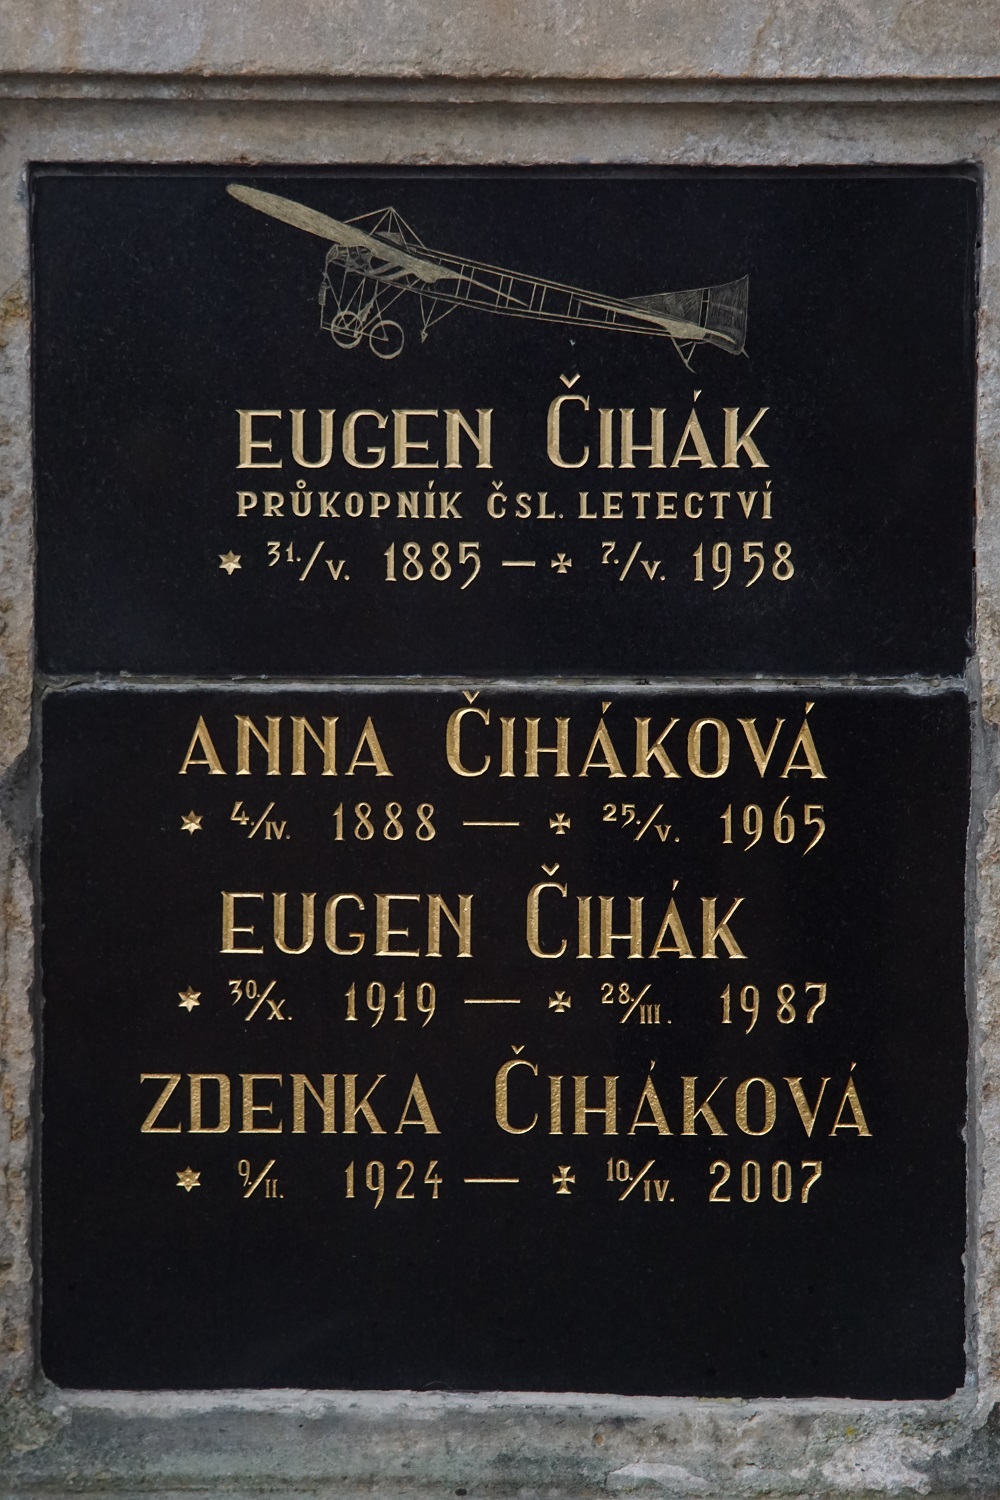 EUGEN ČIHÁK
PRŮKOPNÍK ČSL. LETECTVÍ
* 31./V. 1885 — ✠ 7./V. 1958
ANNA ČIHÁKOVÁ
* 4./IV. 1888 — ✠ 25./V. 1965
EUGEN ČIHÁK
* 30/X. 1919 — ✠ 28./III. 1987
ZDENKA ČIHÁKOVÁ
* 9./II. 1924 — ✠ 10./IV. 2007